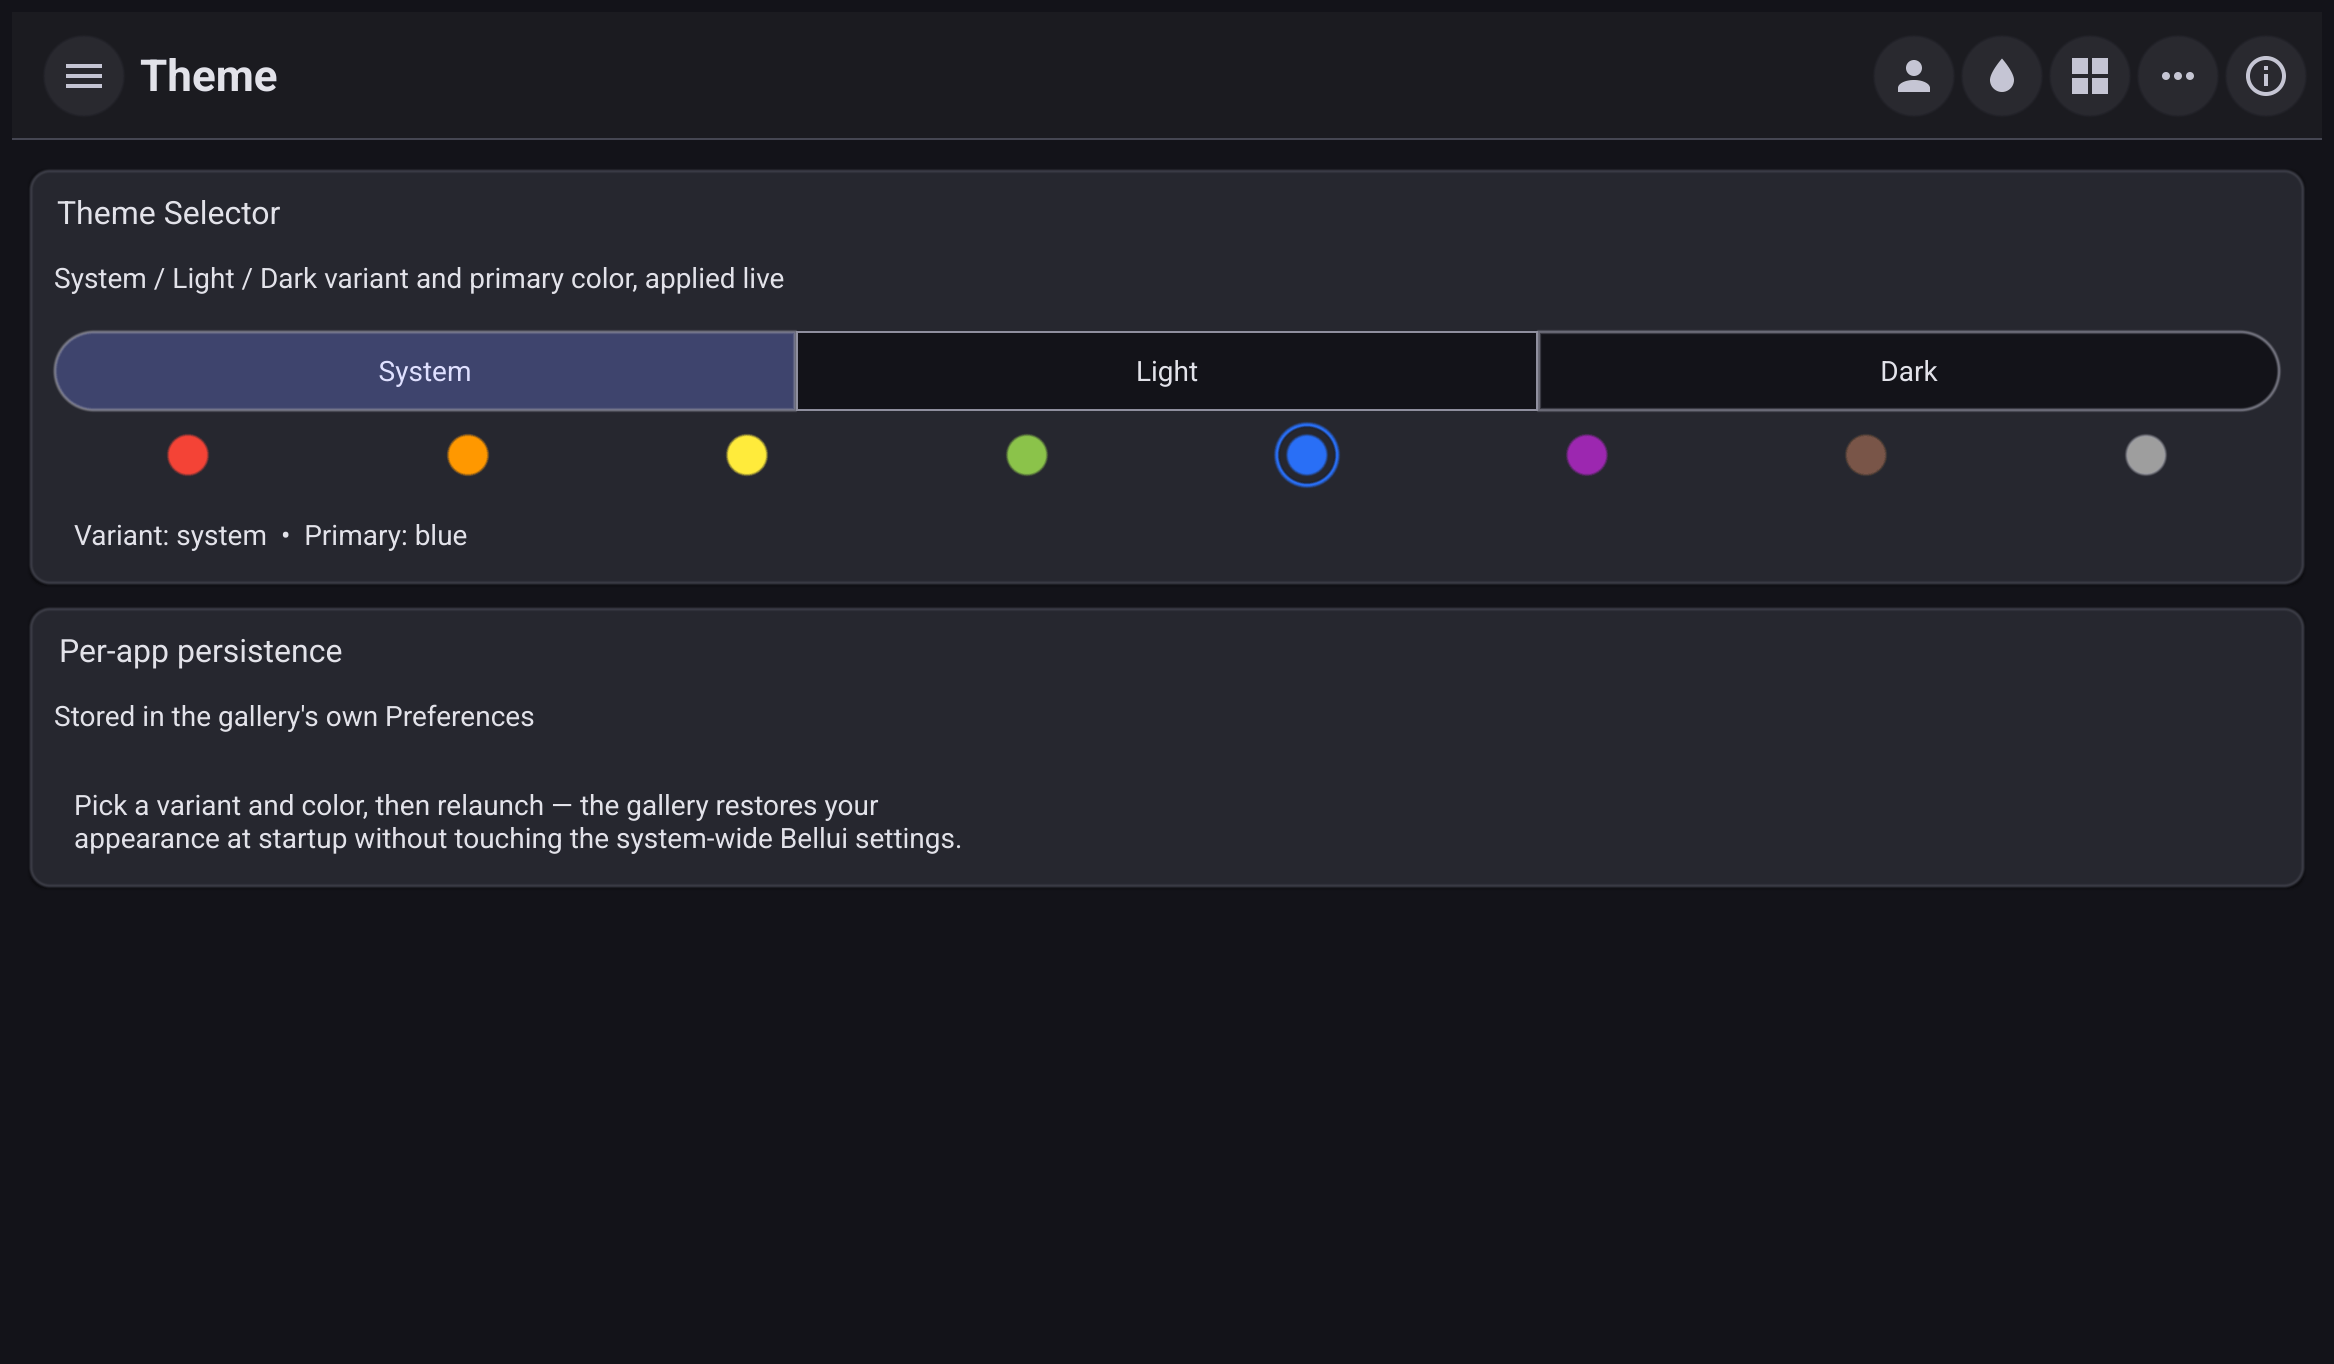 Theme
Theme Selector
System / Light / Dark variant and primary color, applied live
System
Light
Dark
Variant: system • Primary: blue
Per-app persistence
Stored in the gallery's own Preferences
Pick a variant and color, then relaunch — the gallery restores your
appearance at startup without touching the system-wide Bellui settings.